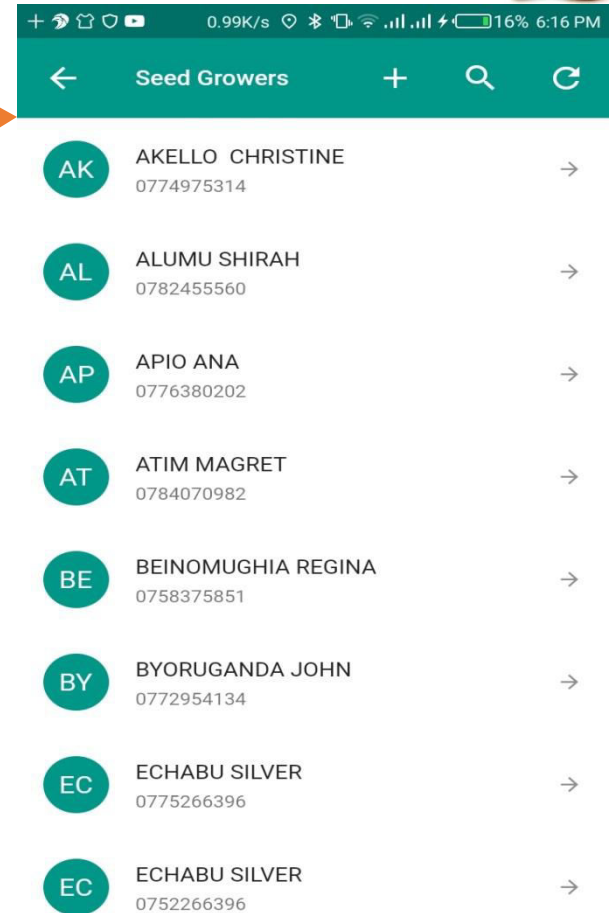 0.99K/s 16% 6:16 PM
Seed Growers
AK AKELLO CHRISTINE
0774975314
AL ALUMU SHIRAH
0782455560
AP APIO ANA
0776380202
AT ATIM MAGRET
0784070982
BE BEINOMUGHIA REGINA
0758375851
BY BYORUGANDA JOHN
0772954134
EC ECHABU SILVER
0775266396
EC ECHABU SILVER
0752266396